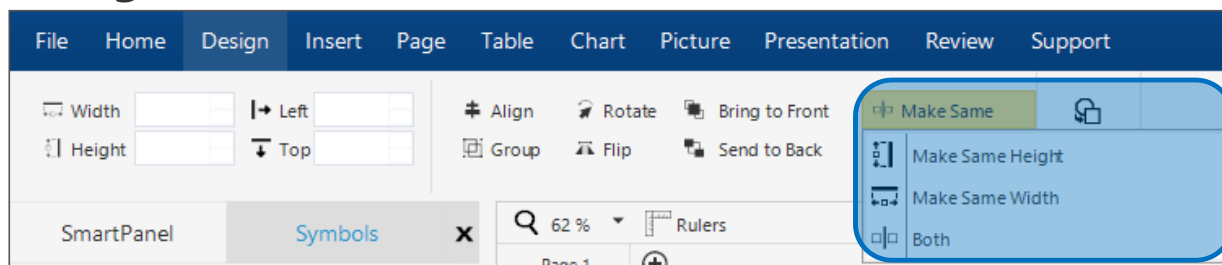 File Home Design Insert Page Table Chart Picture Presentation Review Support
Width Left Align Rotate Bring to Front Make Same
Height Top Group Flip Send to Back Make Same Height
Make Same Width
SmartPanel Symbols x 62 % Rulers Both
Page 1